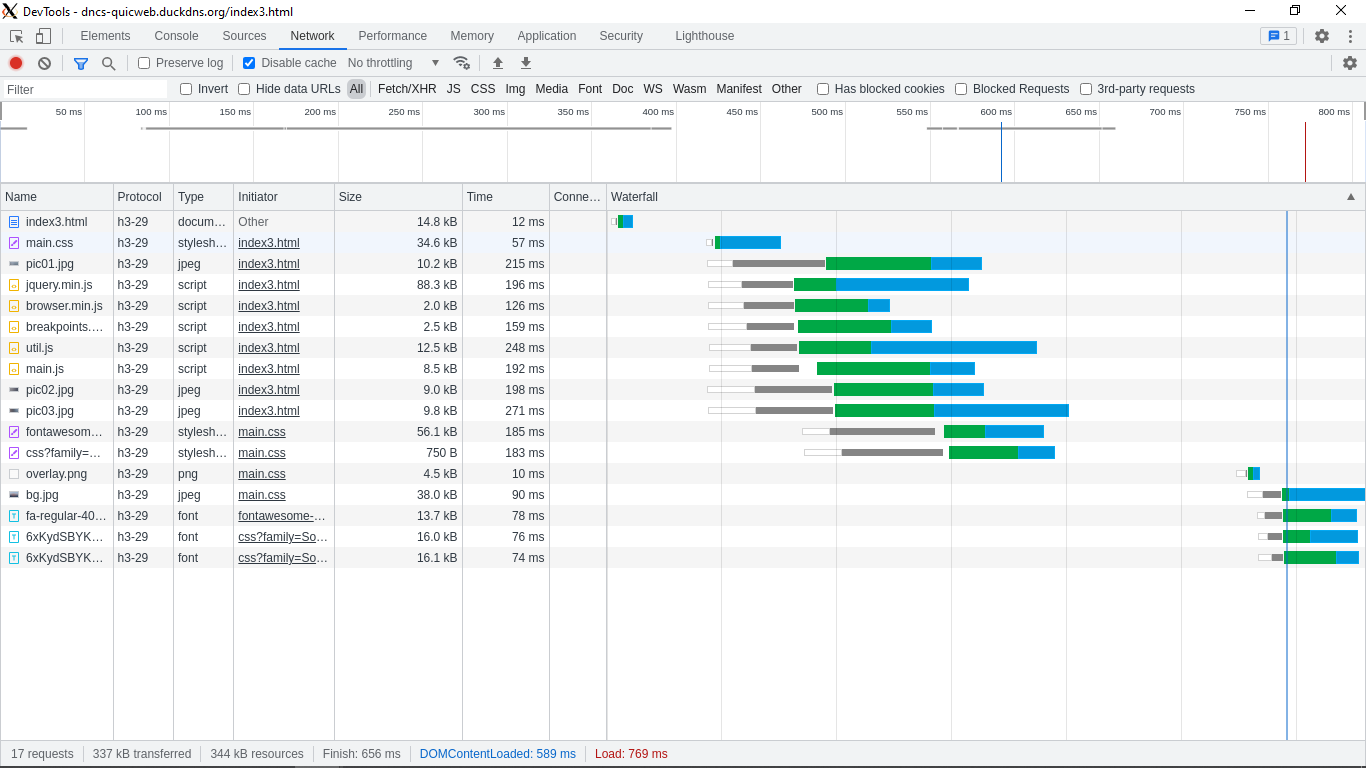 DevTools - dncs-quicweb.duckdns.org/index3.html
Elements Console Sources Network Performance Memory Application Security Lighthouse 1
Preserve log Disable cache No throttling
Filter Invert Hide data URLs All Fetch/XHR JS CSS Img Media Font Doc WS Wasm Manifest Other Has blocked cookies Blocked Requests 3rd-party requests
50 ms 100 ms 150 ms 200 ms 250 ms 300 ms 350 ms 400 ms 450 ms 500 ms 550 ms 600 ms 650 ms 700 ms 750 ms 800 ms
Name Protocol Type Initiator Size Time Conne… Waterfall
index3.html h3-29 docum… Other 14.8 kB 12 ms
main.css h3-29 stylesh… index3.html 34.6 kB 57 ms
pic01.jpg h3-29 jpeg index3.html 10.2 kB 215 ms
jquery.min.js h3-29 script index3.html 88.3 kB 196 ms
browser.min.js h3-29 script index3.html 2.0 kB 126 ms
breakpoints.… h3-29 script index3.html 2.5 kB 159 ms
util.js h3-29 script index3.html 12.5 kB 248 ms
main.js h3-29 script index3.html 8.5 kB 192 ms
pic02.jpg h3-29 jpeg index3.html 9.0 kB 198 ms
pic03.jpg h3-29 jpeg index3.html 9.8 kB 271 ms
fontawesom… h3-29 stylesh… main.css 56.1 kB 185 ms
css?family=… h3-29 stylesh… main.css 750 B 183 ms
overlay.png h3-29 png main.css 4.5 kB 10 ms
bg.jpg h3-29 jpeg main.css 38.0 kB 90 ms
fa-regular-40… h3-29 font fontawesome-… 13.7 kB 78 ms
6xKydSBYK… h3-29 font css?family=So… 16.0 kB 76 ms
6xKydSBYK… h3-29 font css?family=So… 16.1 kB 74 ms
17 requests 337 kB transferred 344 kB resources Finish: 656 ms DOMContentLoaded: 589 ms Load: 769 ms